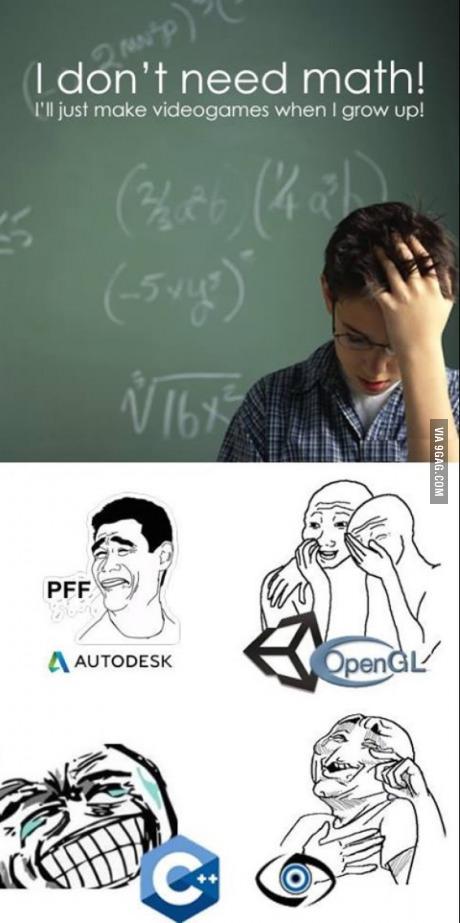 I don't need math!
I'll just make videogames when I grow up!
(2/3a²b) (1/4a³b)
∛16x²
VIA 9GAG.COM
PFF
AUTODESK
OpenGL
C++